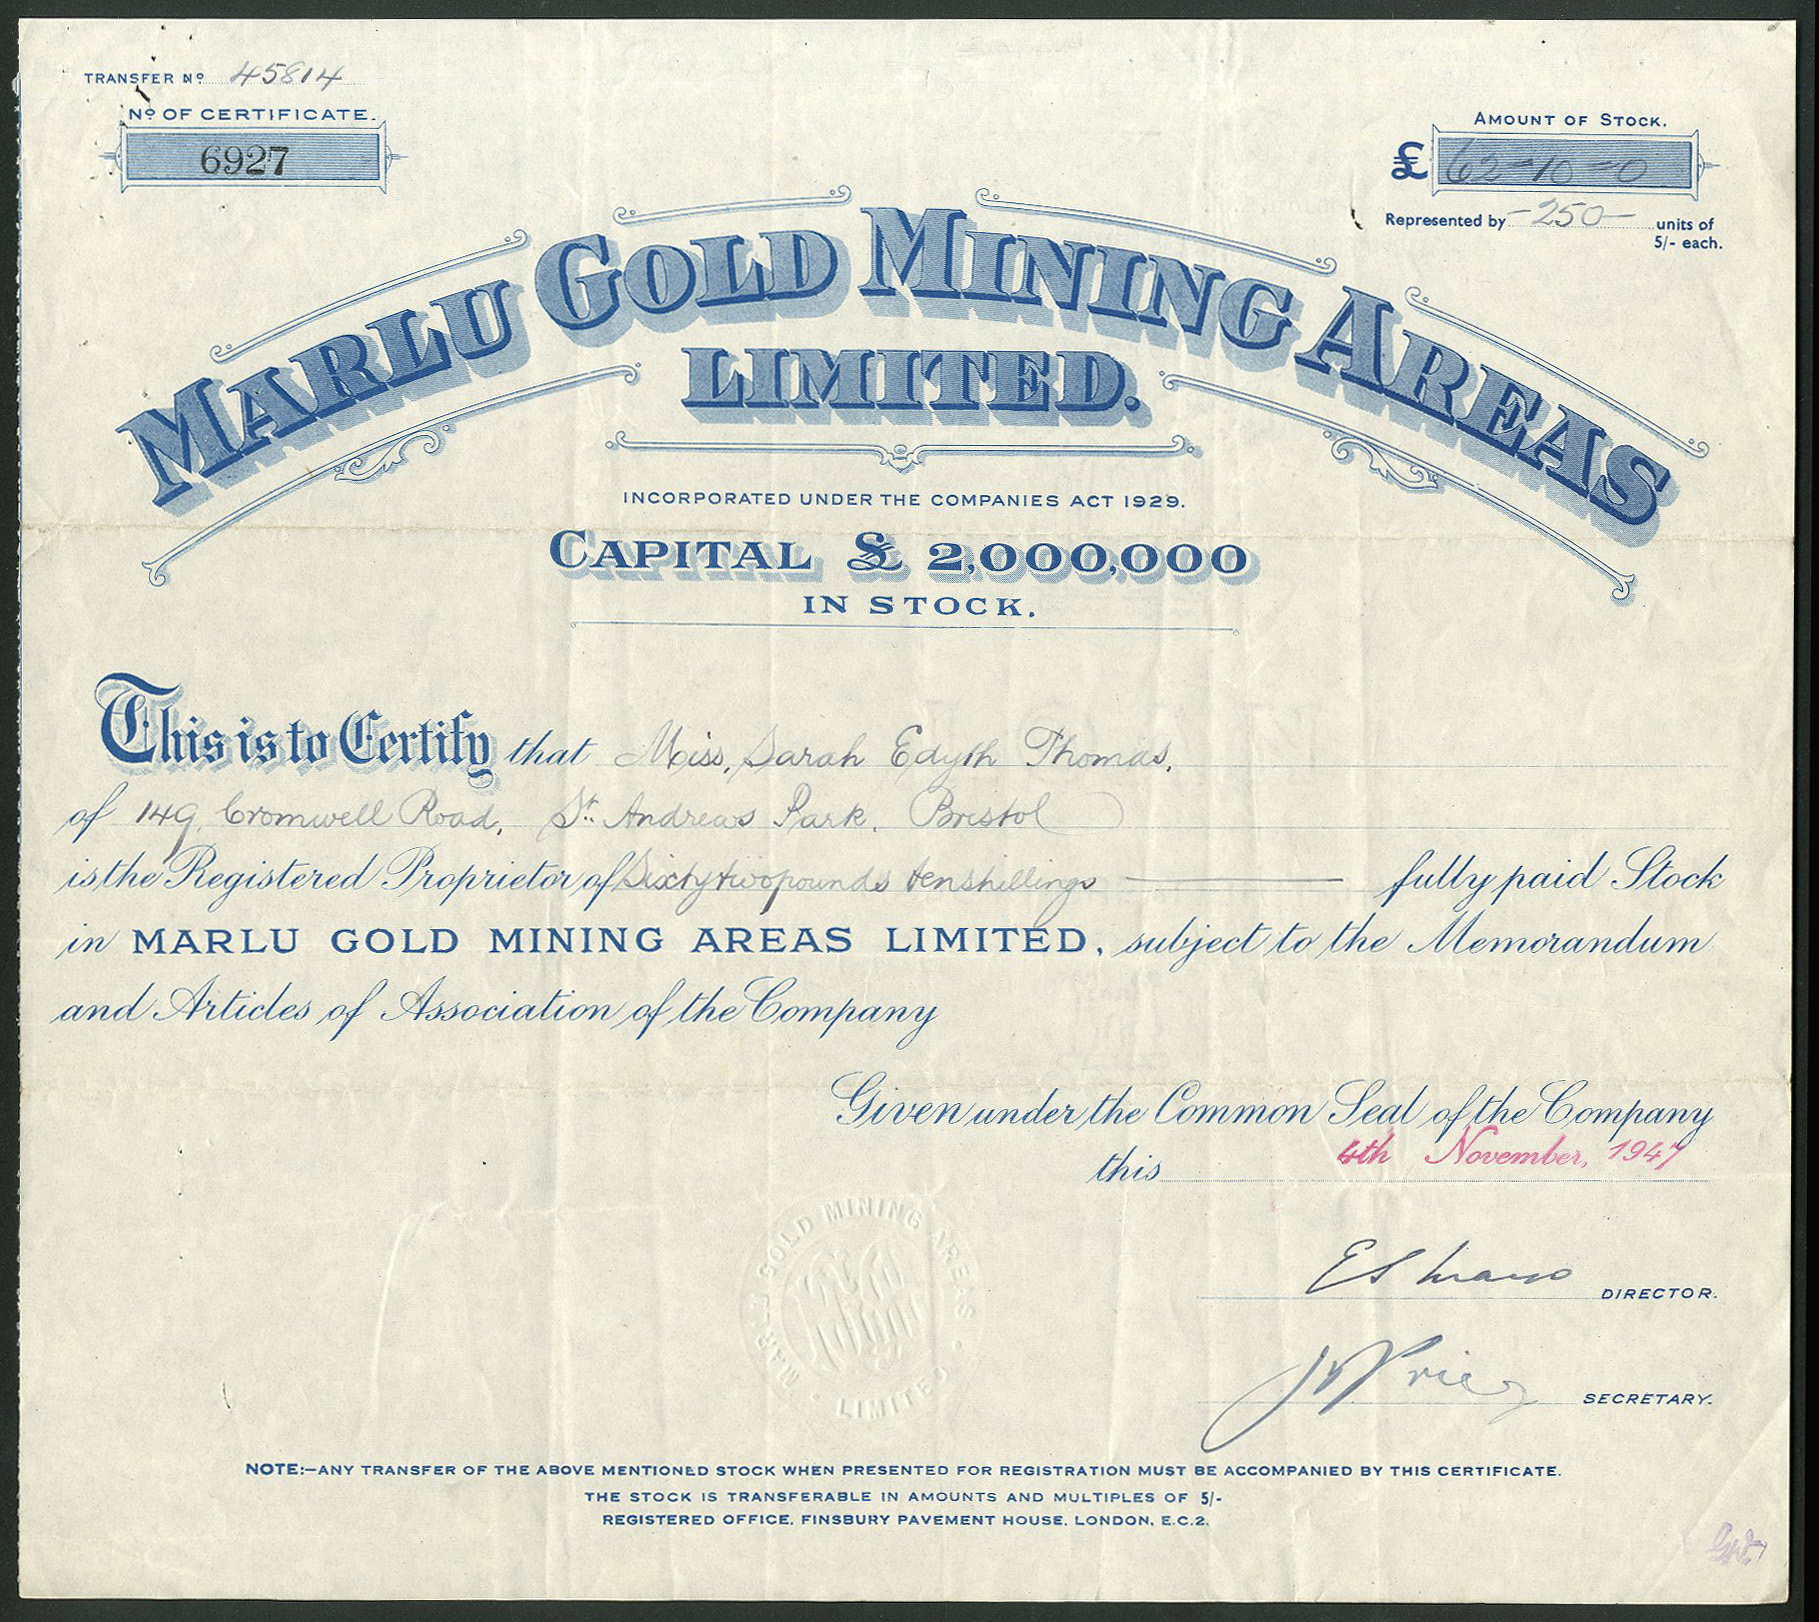 TRANSFER No 45814
No OF CERTIFICATE.
6927
AMOUNT OF STOCK.
£ 62-10-0
Represented by -250- units of
5/- each.
MARLU GOLD MINING AREAS
LIMITED.
INCORPORATED UNDER THE COMPANIES ACT 1929.
CAPITAL £ 2,000,000
IN STOCK.
This is to Certify that Miss, Sarah Edyth Thomas,
of 149, Cromwell Road, St. Andrews Park, Bristol
is the Registered Proprietor of Sixty two pounds ten shillings fully paid Stock
in MARLU GOLD MINING AREAS LIMITED, subject to the Memorandum
and Articles of Association of the Company
Given under the Common Seal of the Company
this 4th November, 1947
DIRECTOR.
SECRETARY.
MARLU GOLD MINING AREAS
LIMITED
NOTE:—ANY TRANSFER OF THE ABOVE MENTIONED STOCK WHEN PRESENTED FOR REGISTRATION MUST BE ACCOMPANIED BY THIS CERTIFICATE.
THE STOCK IS TRANSFERABLE IN AMOUNTS AND MULTIPLES OF 5/-
REGISTERED OFFICE. FINSBURY PAVEMENT HOUSE. LONDON, E.C.2.